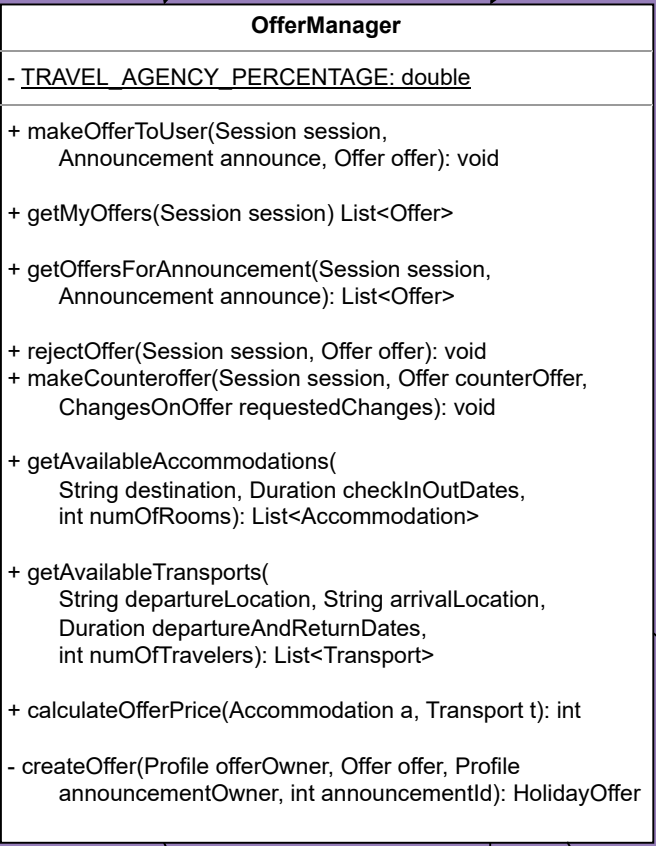 OfferManager
- TRAVEL_AGENCY_PERCENTAGE: double
+ makeOfferToUser(Session session,
Announcement announce, Offer offer): void
+ getMyOffers(Session session) List<Offer>
+ getOffersForAnnouncement(Session session,
Announcement announce): List<Offer>
+ rejectOffer(Session session, Offer offer): void
+ makeCounteroffer(Session session, Offer counterOffer,
ChangesOnOffer requestedChanges): void
+ getAvailableAccommodations(
String destination, Duration checkInOutDates,
int numOfRooms): List<Accommodation>
+ getAvailableTransports(
String departureLocation, String arrivalLocation,
Duration departureAndReturnDates,
int numOfTravelers): List<Transport>
+ calculateOfferPrice(Accommodation a, Transport t): int
- createOffer(Profile offerOwner, Offer offer, Profile
announcementOwner, int announcementId): HolidayOffer